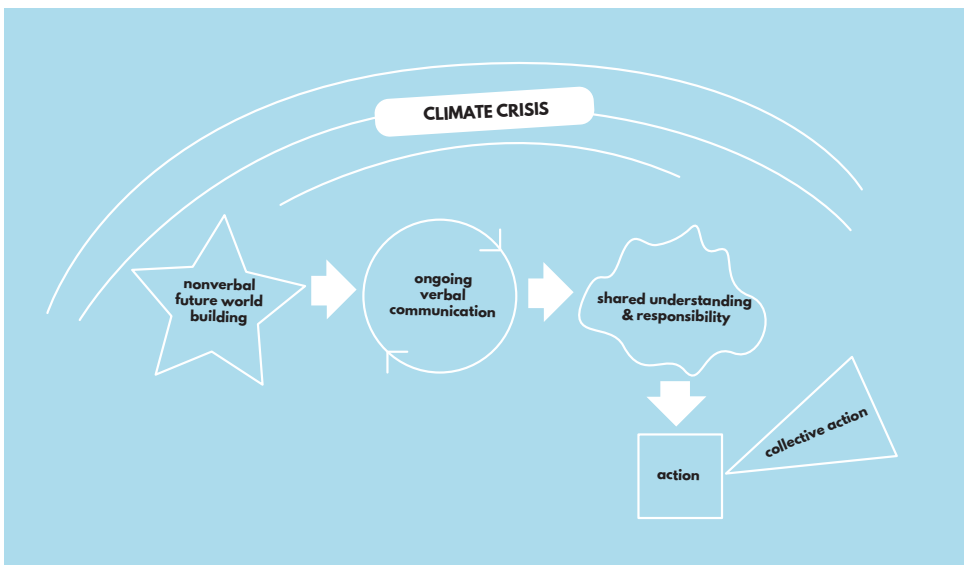 CLIMATE CRISIS
nonverbal
future world
building
ongoing
verbal
communication
shared understanding
& responsibility
action
collective action